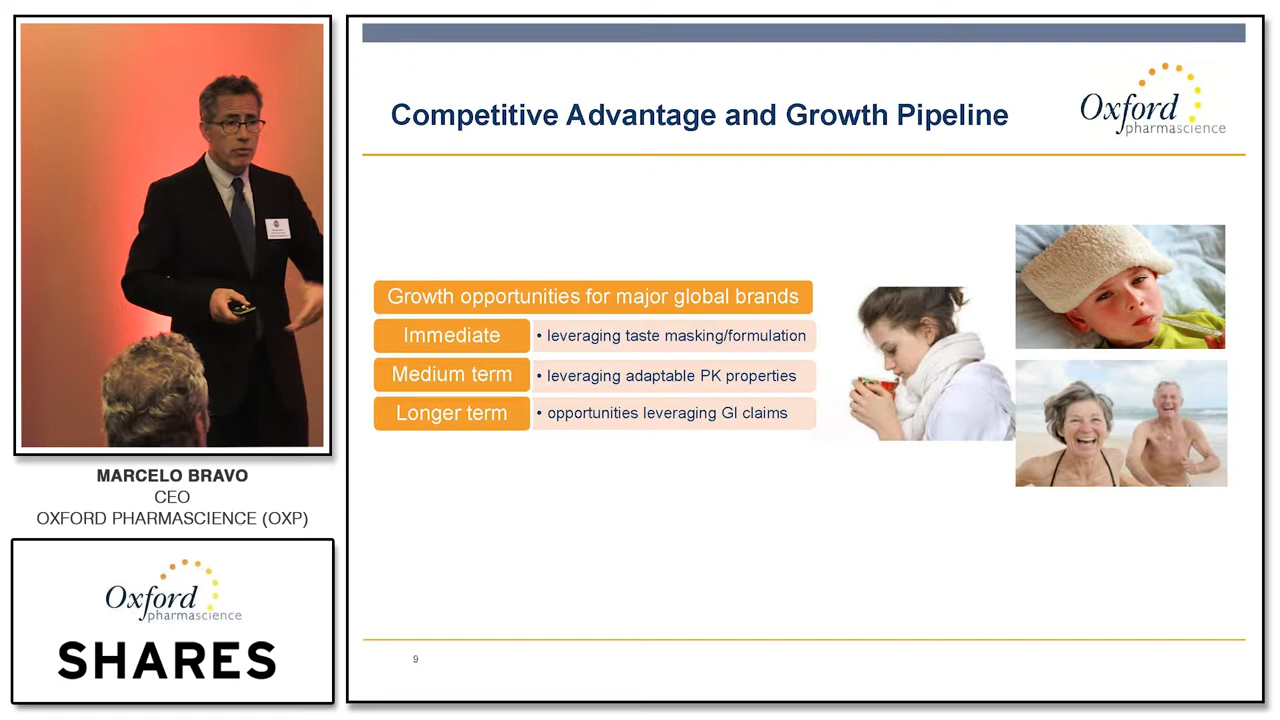 MARCELO BRAVO
CEO
OXFORD PHARMASCIENCE (OXP)
Oxford
pharmascience
SHARES
Competitive Advantage and Growth Pipeline
Oxford
pharmascience
Growth opportunities for major global brands
Immediate • leveraging taste masking/formulation
Medium term • leveraging adaptable PK properties
Longer term • opportunities leveraging GI claims
9